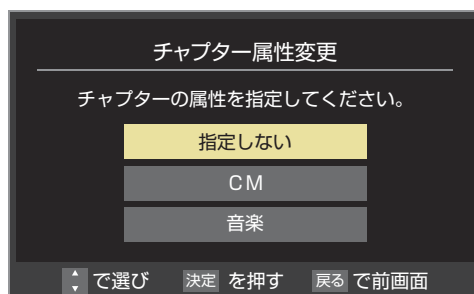 チャプター属性変更
チャプターの属性を指定してください。
指定しない
CM
音楽
で選び 決定 を押す 戻る で前画面